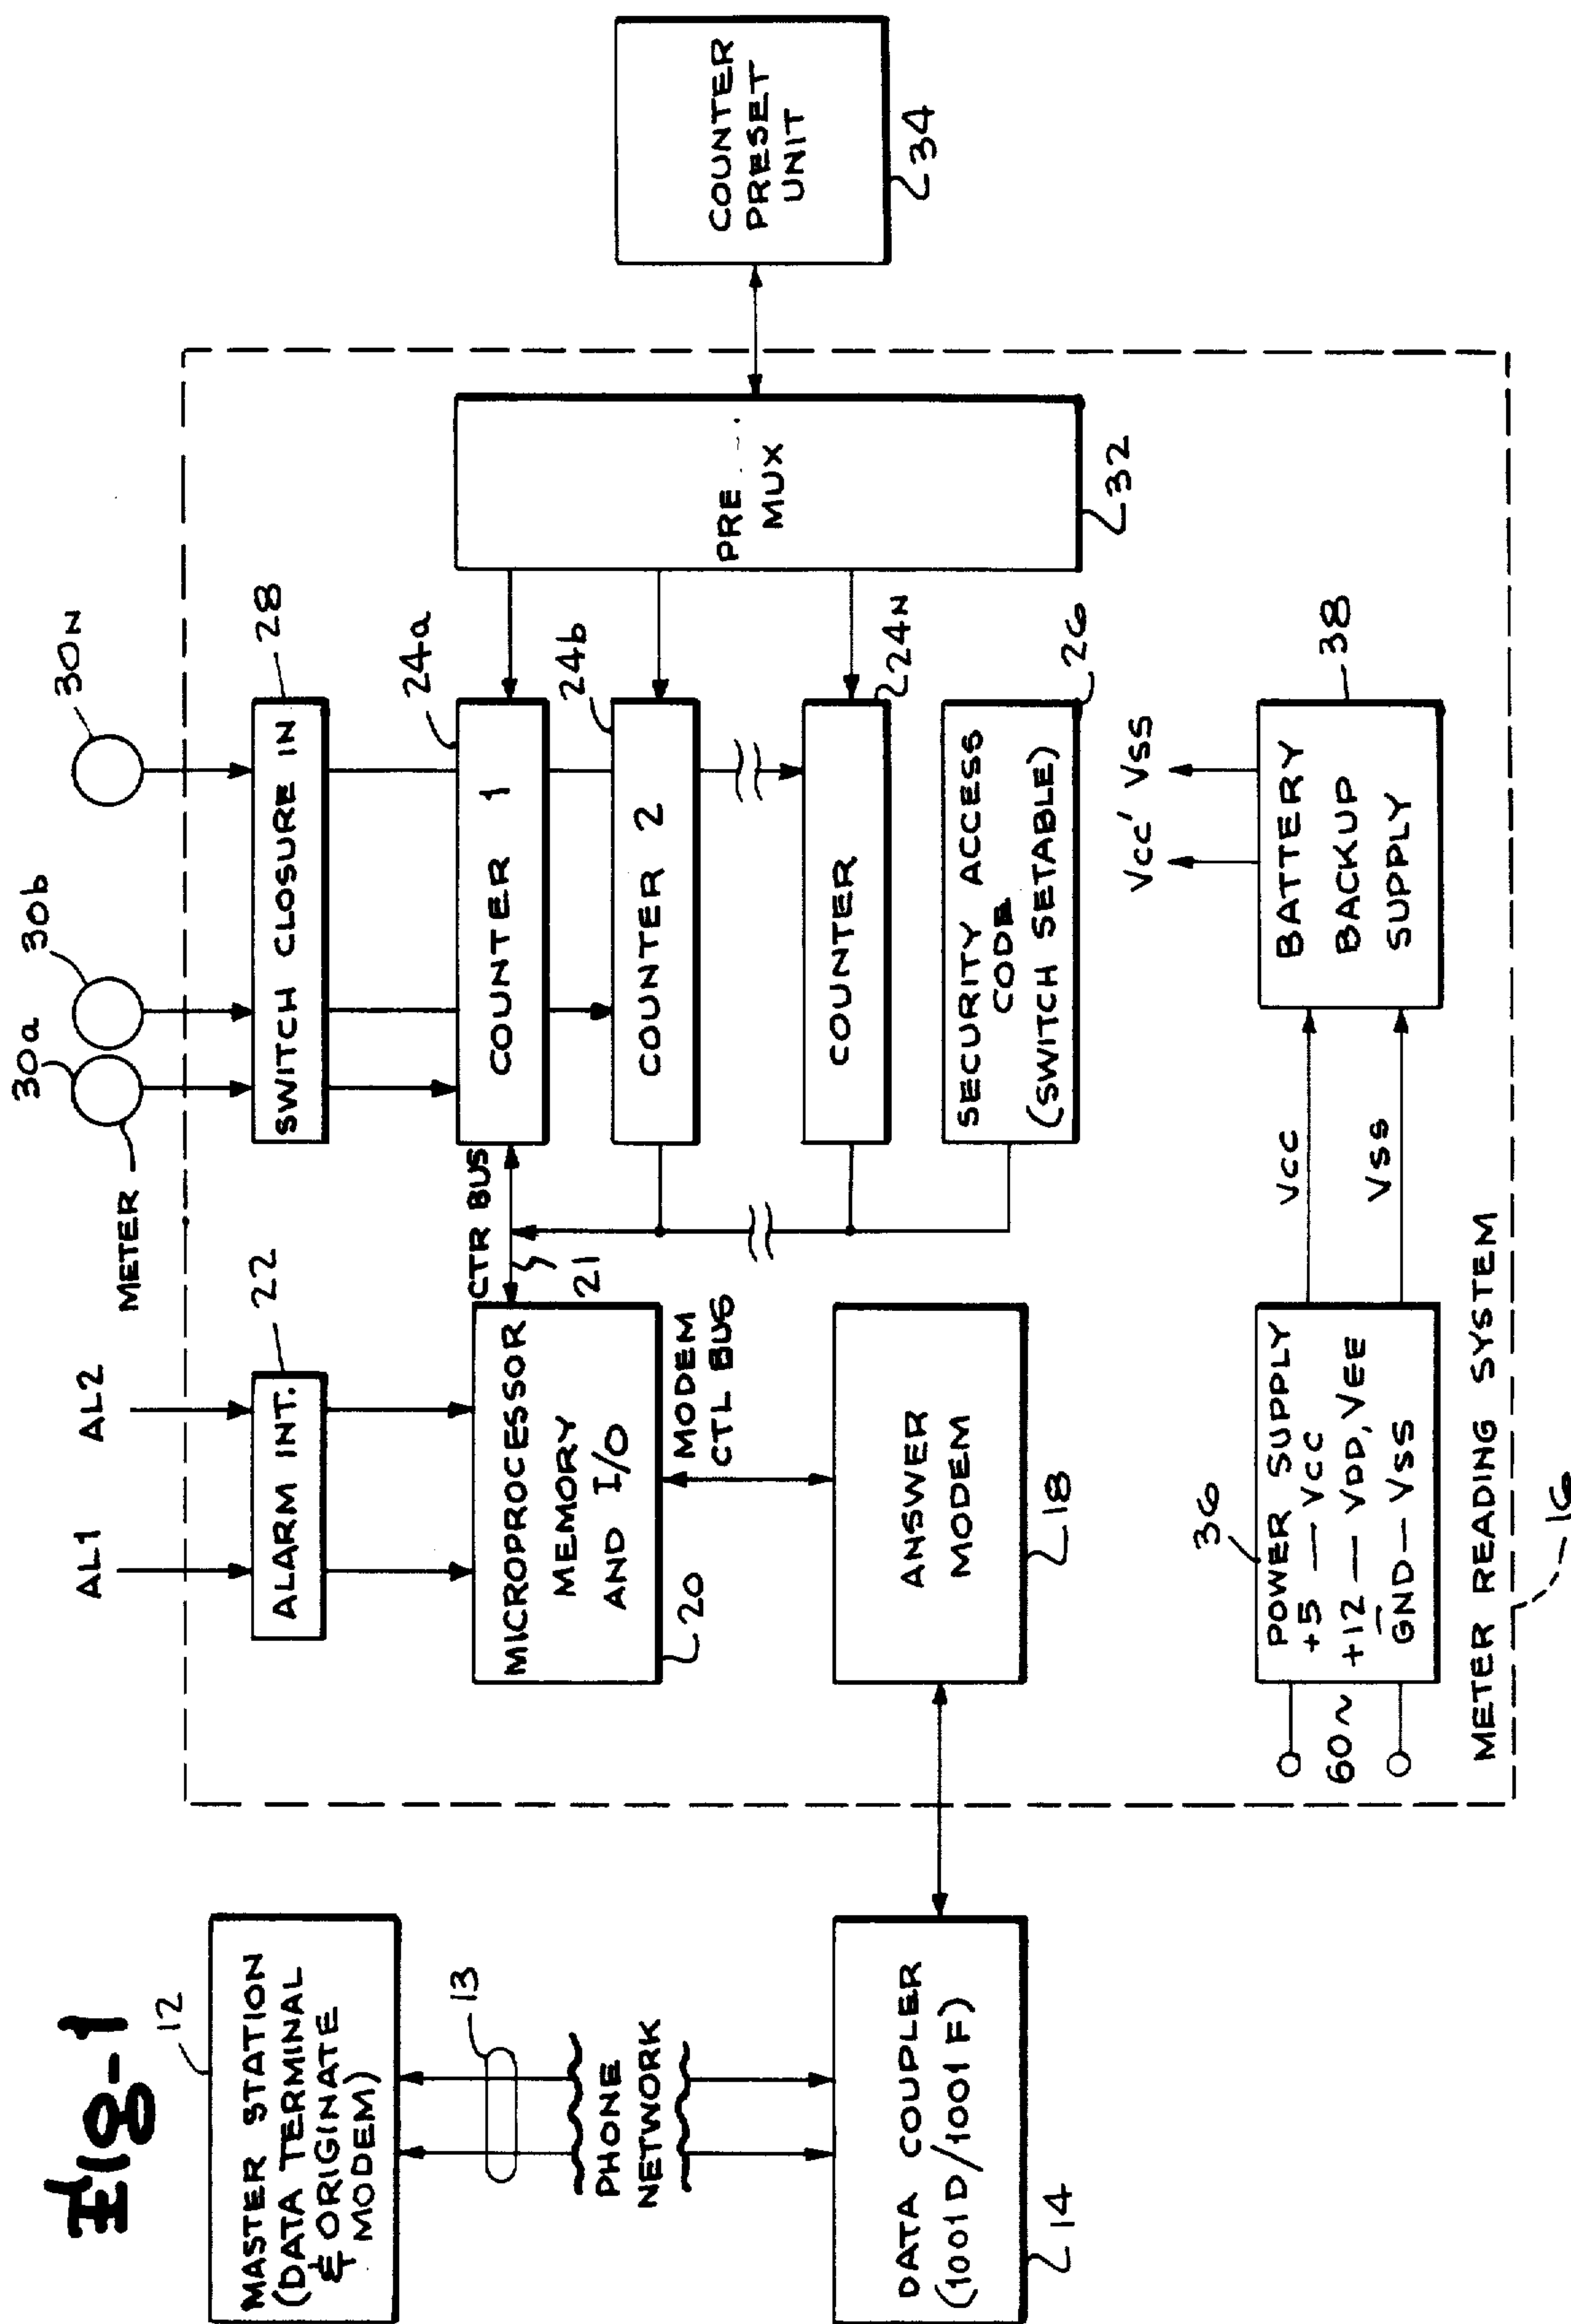 Fig-1
12
MASTER STATION
(DATA TERMINAL
& ORIGINATE
MODEM)
13
PHONE
NETWORK
DATA COUPLER
(1001D/1001F)
14
AL1
AL2
METER
30a
30b
30N
22
ALARM INT.
SWITCH CLOSURE IN
28
MICROPROCESSOR
MEMORY
AND I/O
20
CTR BUS
21
MODEM
CTL BUS
ANSWER
MODEM
18
COUNTER 1
24a
COUNTER 2
24b
COUNTER
24N
SECURITY ACCESS
CODE
(SWITCH SETABLE)
26
PRE
MUX
32
COUNTER
PRESET
UNIT
34
36
POWER SUPPLY
+5 — VCC
+12 — VDD, VEE
GND — VSS
60~
VCC
VSS
VCC' VSS
BATTERY
BACKUP
SUPPLY
38
METER READING SYSTEM
16